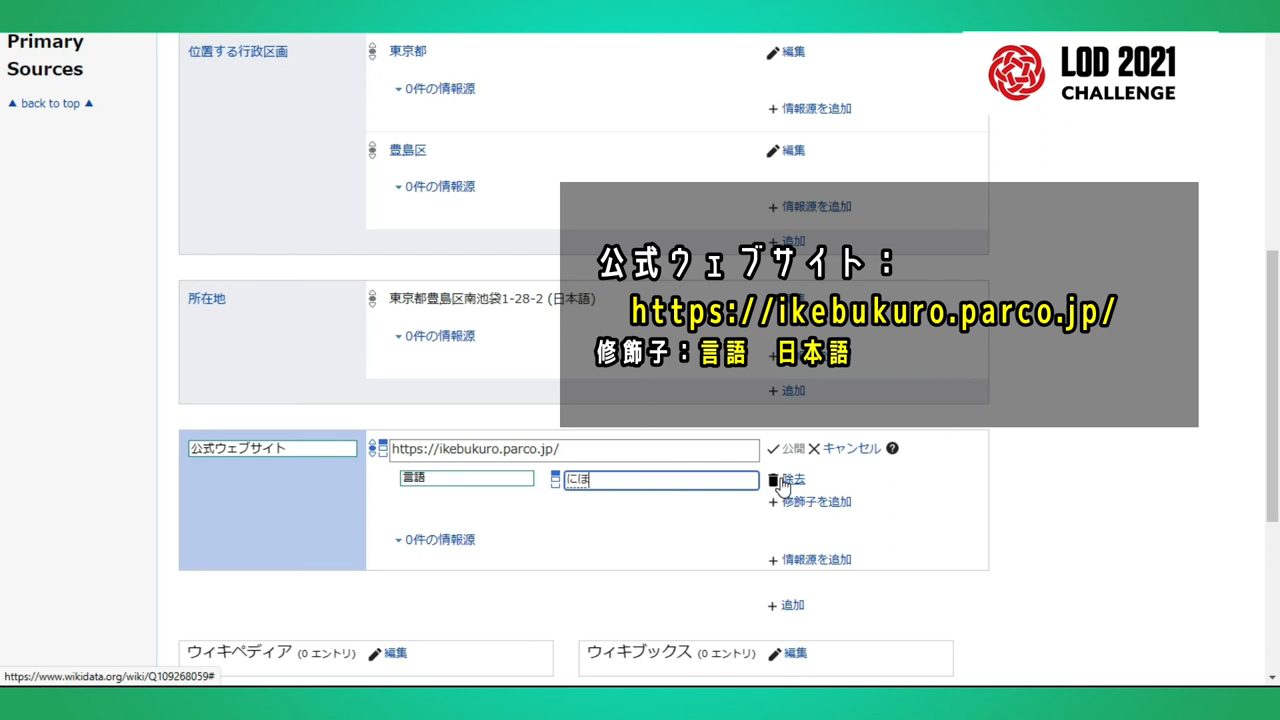 Primary
Sources
▲ back to top ▲
位置する行政区画
東京都
編集
0件の情報源
+ 情報源を追加
豊島区
編集
0件の情報源
+ 情報源を追加
+ 追加
LOD 2021
CHALLENGE
公式ウェブサイト：
https://ikebukuro.parco.jp/
修飾子：言語 日本語
所在地
東京都豊島区南池袋1-28-2 (日本語)
0件の情報源
+ 追加
公式ウェブサイト
https://ikebukuro.parco.jp/
公開 キャンセル
言語
にほ
除去
+ 修飾子を追加
0件の情報源
+ 情報源を追加
+ 追加
ウィキペディア (0 エントリ) 編集
ウィキブックス (0 エントリ) 編集
https://www.wikidata.org/wiki/Q109268059#